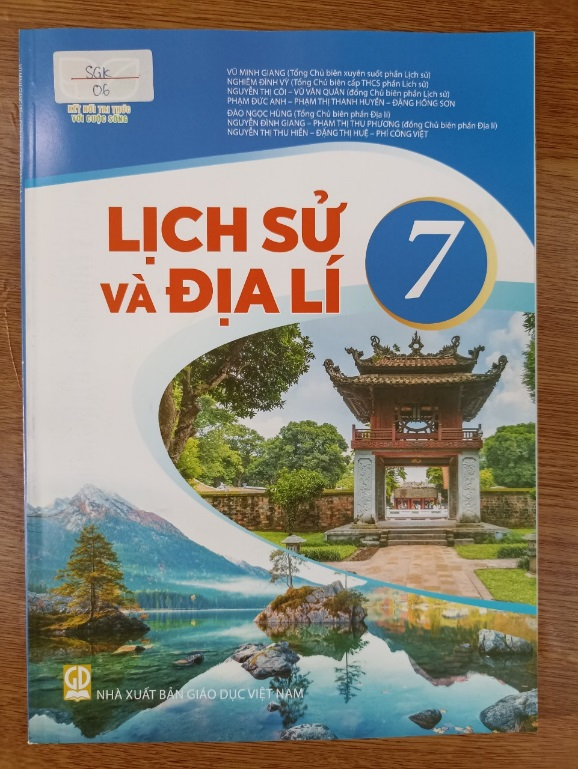 SGK
06
KẾT NỐI TRI THỨC
VỚI CUỘC SỐNG
VŨ MINH GIANG (Tổng Chủ biên xuyên suốt phần Lịch sử)
NGHIÊM ĐÌNH VỲ (Tổng Chủ biên cấp THCS phần Lịch sử)
NGUYỄN THỊ CÔI – VŨ VĂN QUÂN (đồng Chủ biên phần Lịch sử)
PHẠM ĐỨC ANH – PHẠM THỊ THANH HUYỀN – ĐẶNG HỒNG SƠN
ĐÀO NGỌC HÙNG (Tổng Chủ biên phần Địa lí)
NGUYỄN ĐÌNH GIANG – PHẠM THỊ THU PHƯƠNG (đồng Chủ biên phần Địa lí)
NGUYỄN THỊ THU HIỀN – ĐẶNG THỊ HUỆ – PHÍ CÔNG VIỆT
LỊCH SỬ
VÀ ĐỊA LÍ
7
GD
NHÀ XUẤT BẢN GIÁO DỤC VIỆT NAM